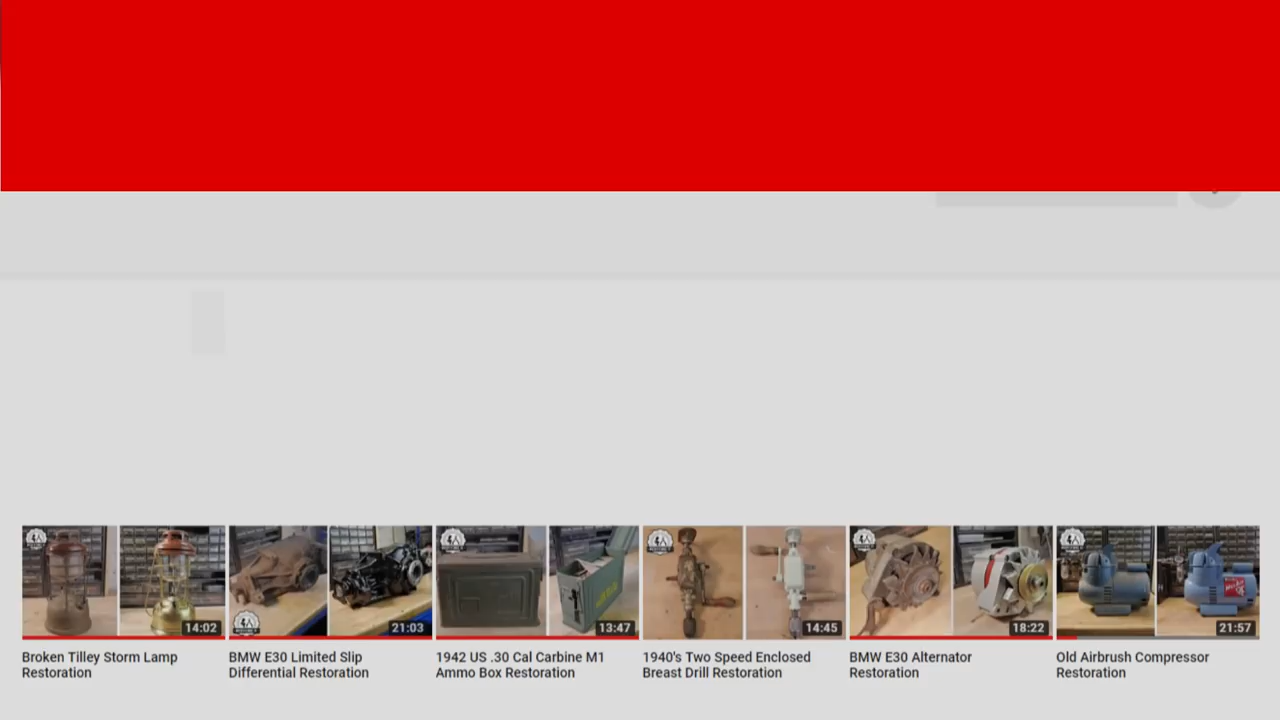 14:02
21:03
13:47
14:45
18:22
21:57
Broken Tilley Storm Lamp
Restoration
BMW E30 Limited Slip
Differential Restoration
1942 US .30 Cal Carbine M1
Ammo Box Restoration
1940's Two Speed Enclosed
Breast Drill Restoration
BMW E30 Alternator
Restoration
Old Airbrush Compressor
Restoration